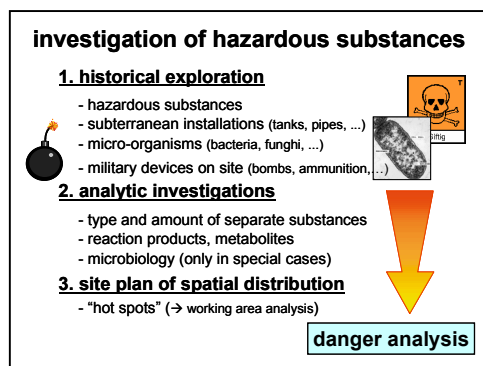 investigation of hazardous substances
1. historical exploration
- hazardous substances
- subterranean installations (tanks, pipes, ...)
- micro-organisms (bacteria, funghi, ...)
- military devices on site (bombs, ammunition,...)
T
giftig
2. analytic investigations
- type and amount of separate substances
- reaction products, metabolites
- microbiology (only in special cases)
3. site plan of spatial distribution
- “hot spots” (→ working area analysis)
danger analysis